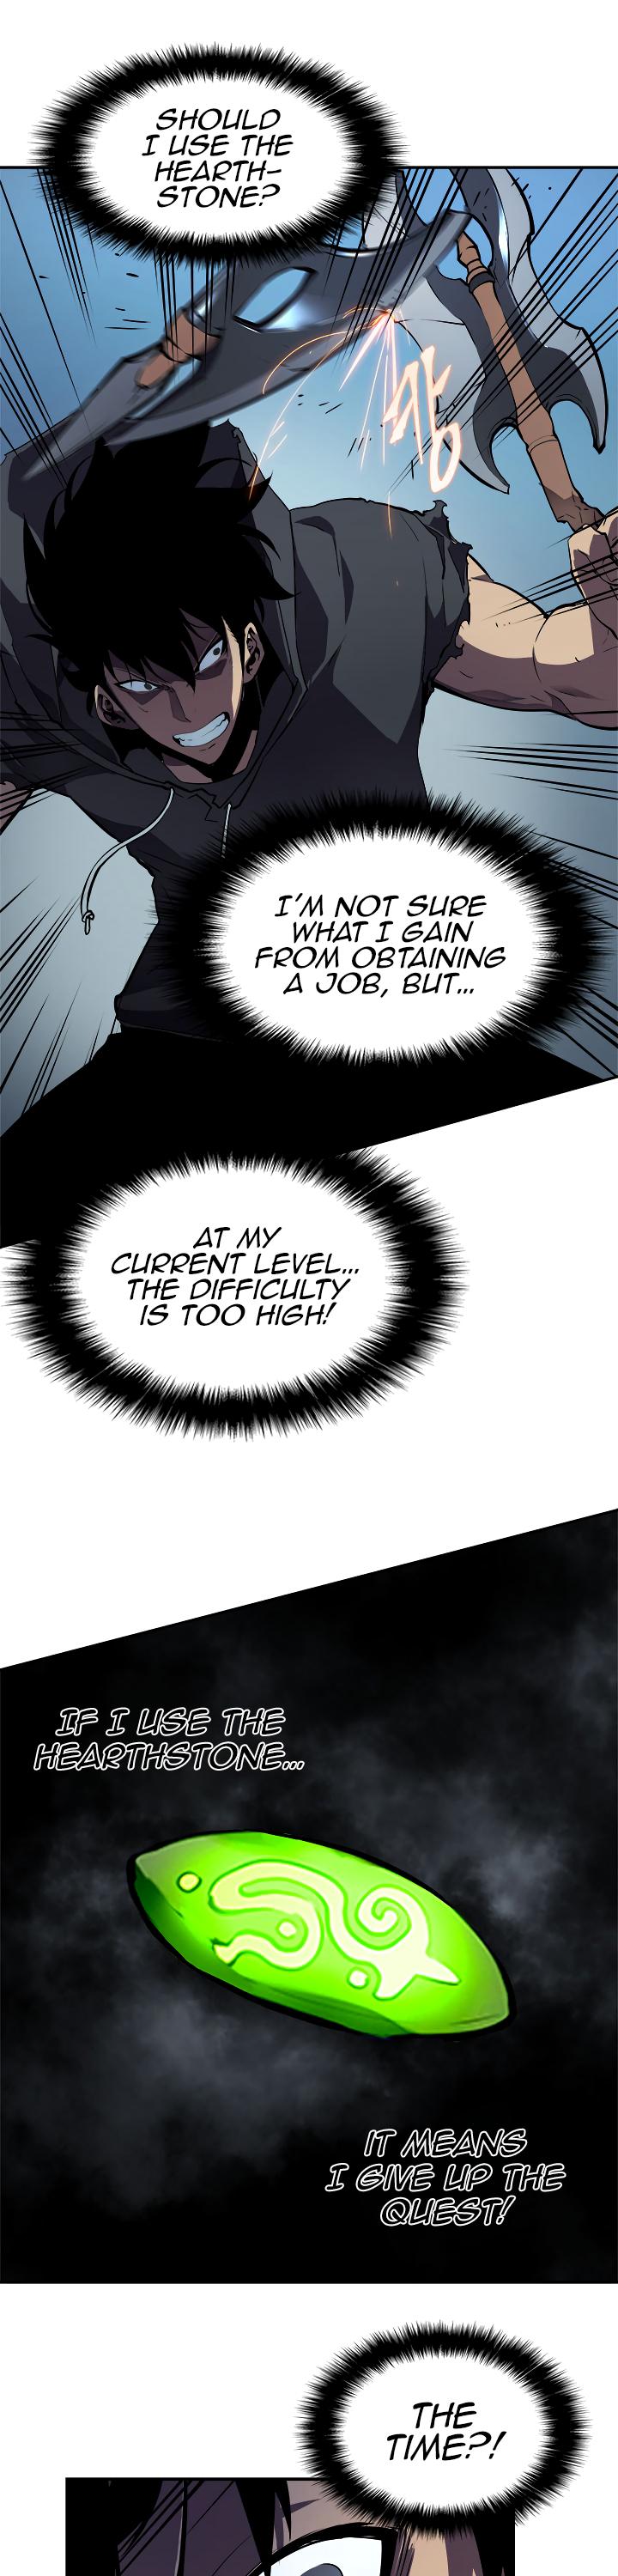 SHOULD
I USE THE
HEARTH-
STONE?
캉
I'M NOT SURE
WHAT I GAIN
FROM OBTAINING
A JOB, BUT...
AT MY
CURRENT LEVEL...
THE DIFFICULTY
IS TOO HIGH!
IF I USE THE
HEARTHSTONE...
IT MEANS
I GIVE UP THE
QUEST!
THE
TIME?!